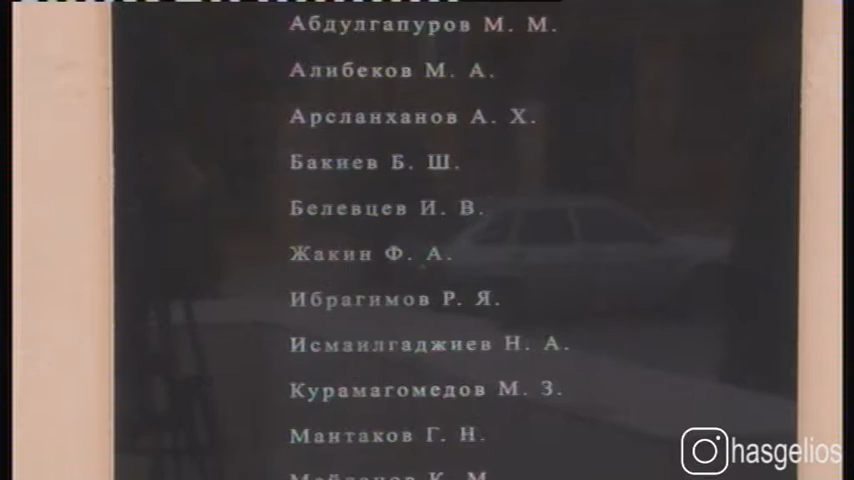 Абдулгапуров М. М.
Алибеков М. А.
Арсланханов А. Х.
Бакиев Б. Ш.
Белевцев И. В.
Жакин Ф. А.
Ибрагимов Р. Я.
Исмаилгаджиев Н. А.
Курамагомедов М. З.
Мантаков Г. Н.
К. М.
hasgelios